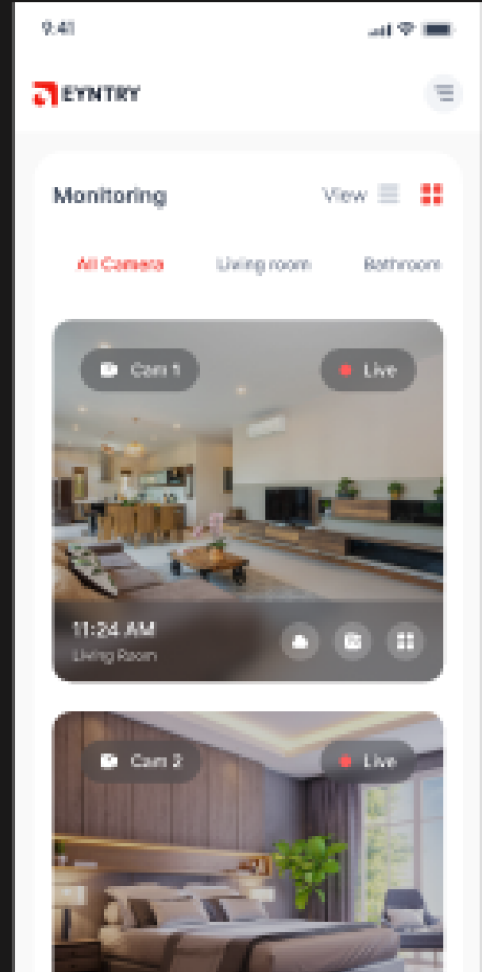 9:41
EYNTRY
Monitoring
View
All Camera
Living room
Bathroom
Cam 1
Live
11:24 AM
Living Room
Cam 2
Live